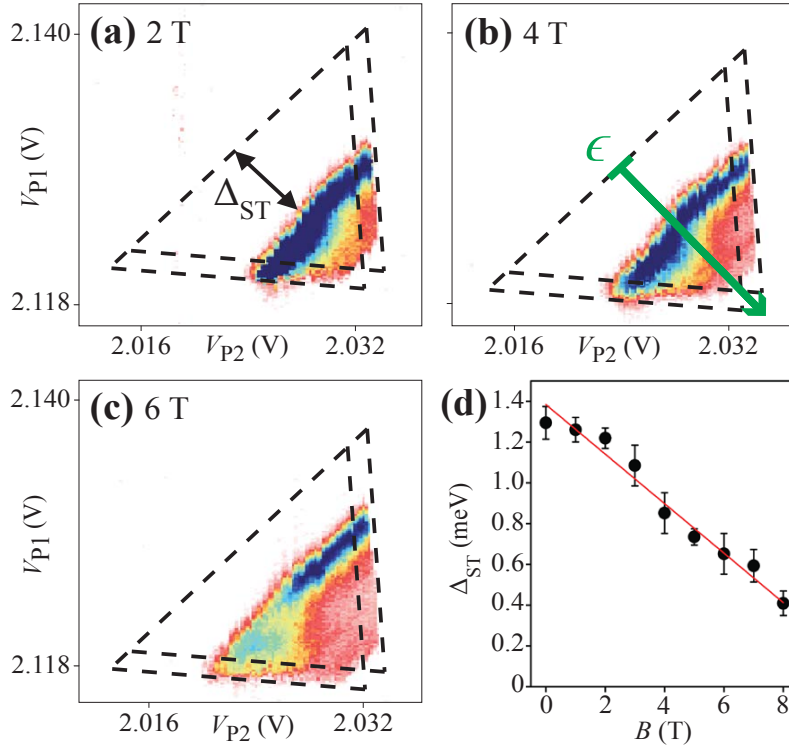 (a) 2 T
2.140
V_P1 (V)
Δ_ST
2.118
2.016
V_P2 (V)
2.032
(b) 4 T
ϵ
2.016
V_P2 (V)
2.032
(c) 6 T
2.140
V_P1 (V)
2.118
2.016
V_P2 (V)
2.032
(d)
1.4
1.2
1.0
0.8
0.6
0.4
0.2
0
Δ_ST (meV)
0 2 4 6 8
B (T)